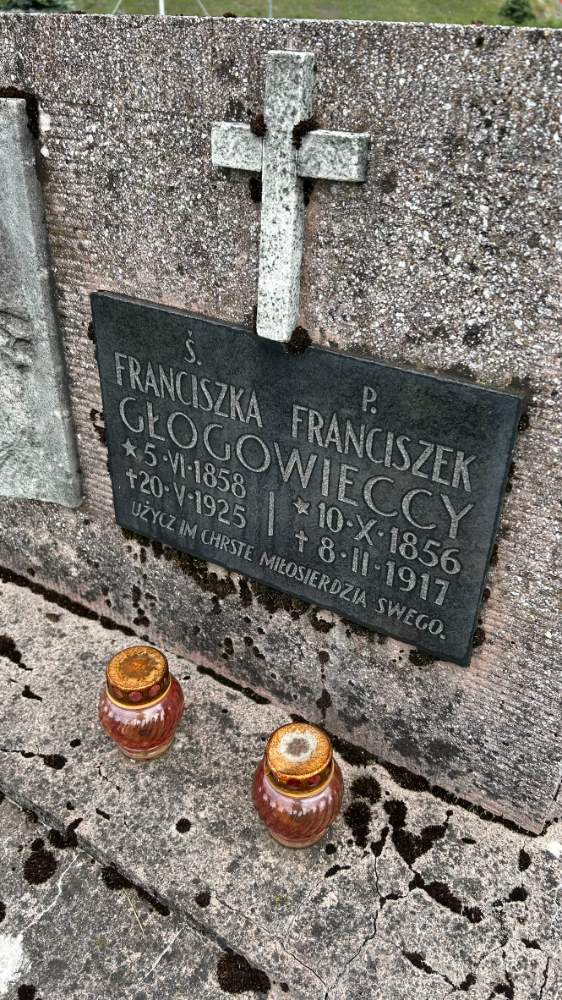 Ś. P.
FRANCISZKA FRANCISZEK
GŁOGOWIECCY
*5·VI·1858 *10·X·1856
†20·V·1925 †8·II·1917
UŻYCZ IM CHRSTE MIŁOSIERDZIA SWEGO.